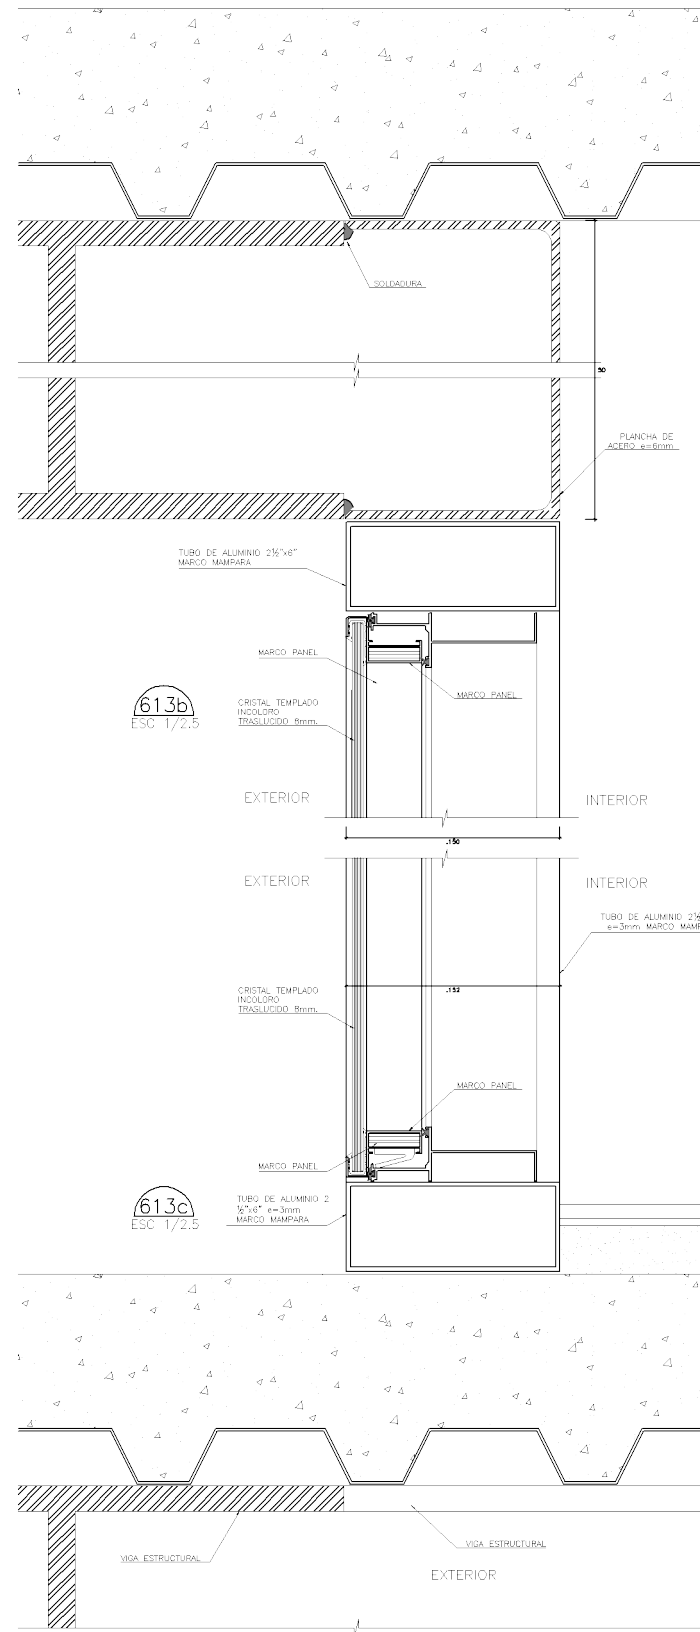 SOLDADURA
30
PLANCHA DE
ACERO e=6mm
TUBO DE ALUMINIO 2½"x6"
MARCO MAMPARA
MARCO PANEL
MARCO PANEL
613b
ESC 1/2.5
CRISTAL TEMPLADO
INCOLORO
TRASLUCIDO 8mm.
EXTERIOR
INTERIOR
.150
EXTERIOR
INTERIOR
TUBO DE ALUMINIO 2½
e=3mm MARCO MAMP
CRISTAL TEMPLADO
INCOLORO
TRASLUCIDO 8mm.
.152
MARCO PANEL
MARCO PANEL
613c
ESC 1/2.5
TUBO DE ALUMINIO 2
½"x6" e=3mm
MARCO MAMPARA
VIGA ESTRUCTURAL
VIGA ESTRUCTURAL
EXTERIOR